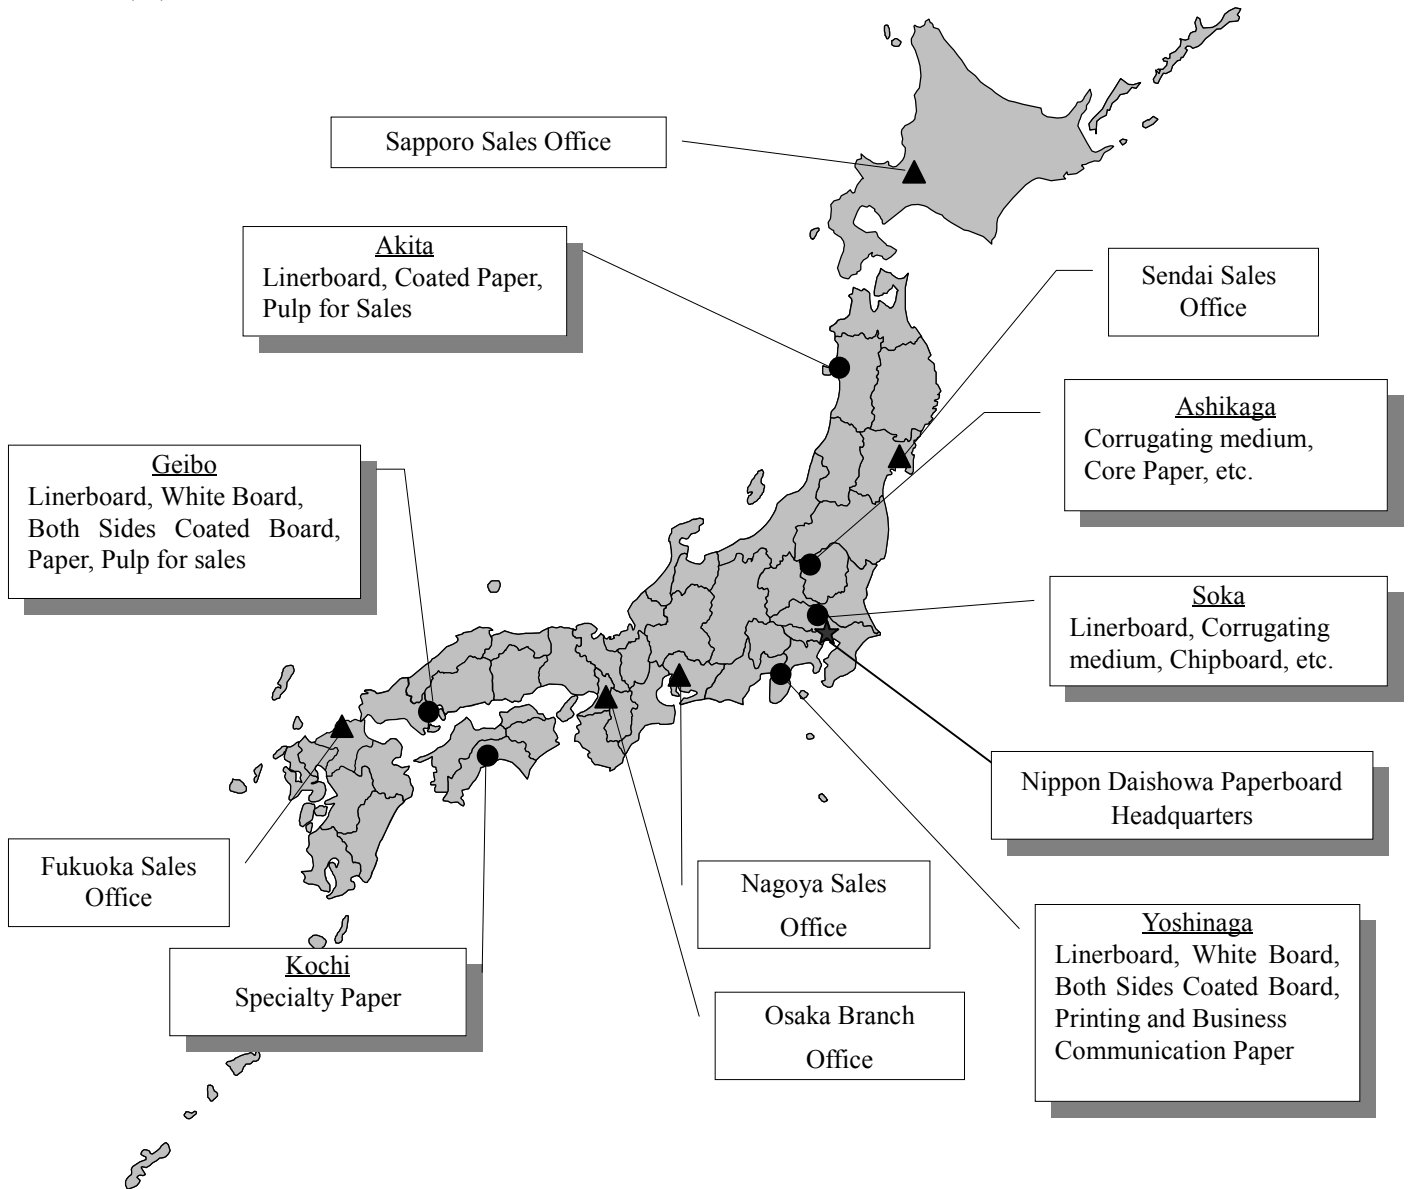 Sapporo Sales Office
Akita
Linerboard, Coated Paper,
Pulp for Sales
Sendai Sales
Office
Ashikaga
Corrugating medium,
Core Paper, etc.
Geibo
Linerboard, White Board,
Both Sides Coated Board,
Paper, Pulp for sales
Soka
Linerboard, Corrugating
medium, Chipboard, etc.
Nippon Daishowa Paperboard
Headquarters
Fukuoka Sales
Office
Nagoya Sales
Office
Yoshinaga
Linerboard, White Board,
Both Sides Coated Board,
Printing and Business
Communication Paper
Kochi
Specialty Paper
Osaka Branch
Office